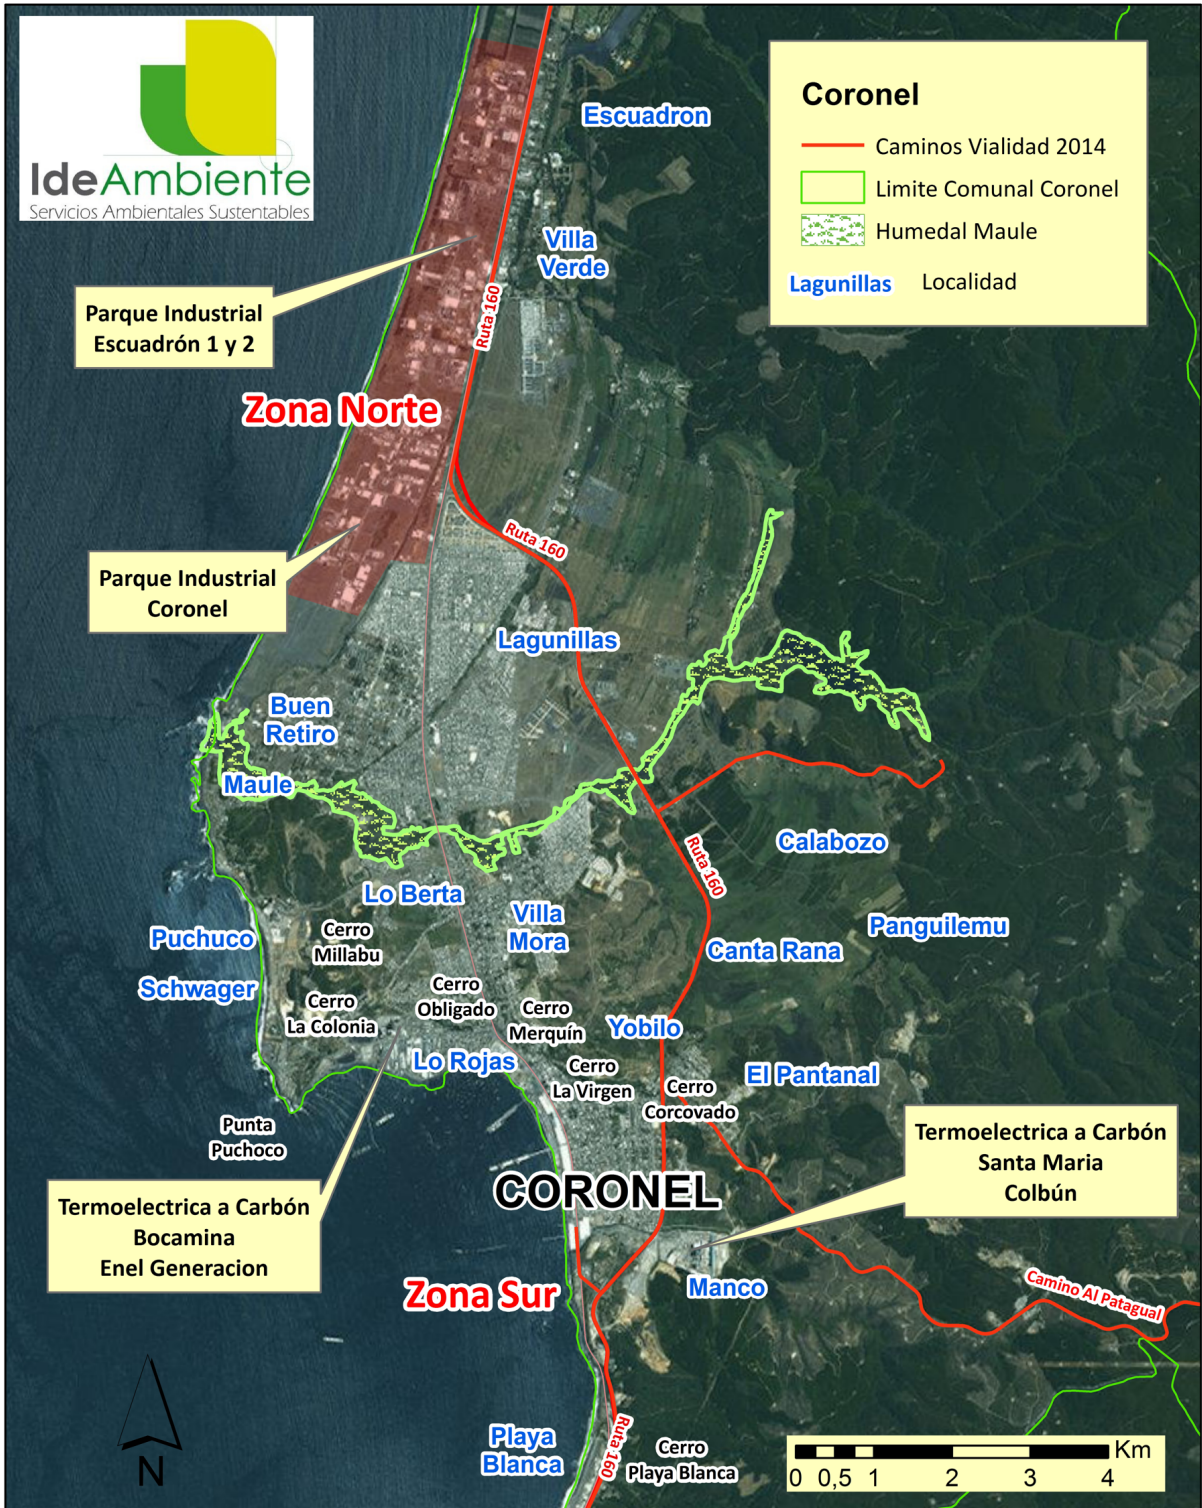 IdeAmbiente
Servicios Ambientales Sustentables
Coronel
Caminos Vialidad 2014
Limite Comunal Coronel
Humedal Maule
Lagunillas Localidad
Escuadron
Villa
Verde
Parque Industrial
Escuadrón 1 y 2
Ruta 160
Zona Norte
Ruta 160
Parque Industrial
Coronel
Lagunillas
Buen
Retiro
Maule
Calabozo
Ruta 160
Lo Berta
Villa
Mora
Panguilemu
Puchuco
Cerro
Millabu
Canta Rana
Schwager
Cerro
La Colonia
Cerro
Obligado
Cerro
Merquín
Yobilo
Lo Rojas
Cerro
La Virgen
El Pantanal
Cerro
Corcovado
Punta
Puchoco
Termoelectrica a Carbón
Santa Maria
Colbún
CORONEL
Termoelectrica a Carbón
Bocamina
Enel Generacion
Zona Sur
Manco
Camino Al Patagual
Playa
Blanca
Ruta 160
Cerro
Playa Blanca
N
Km
0 0,5 1 2 3 4